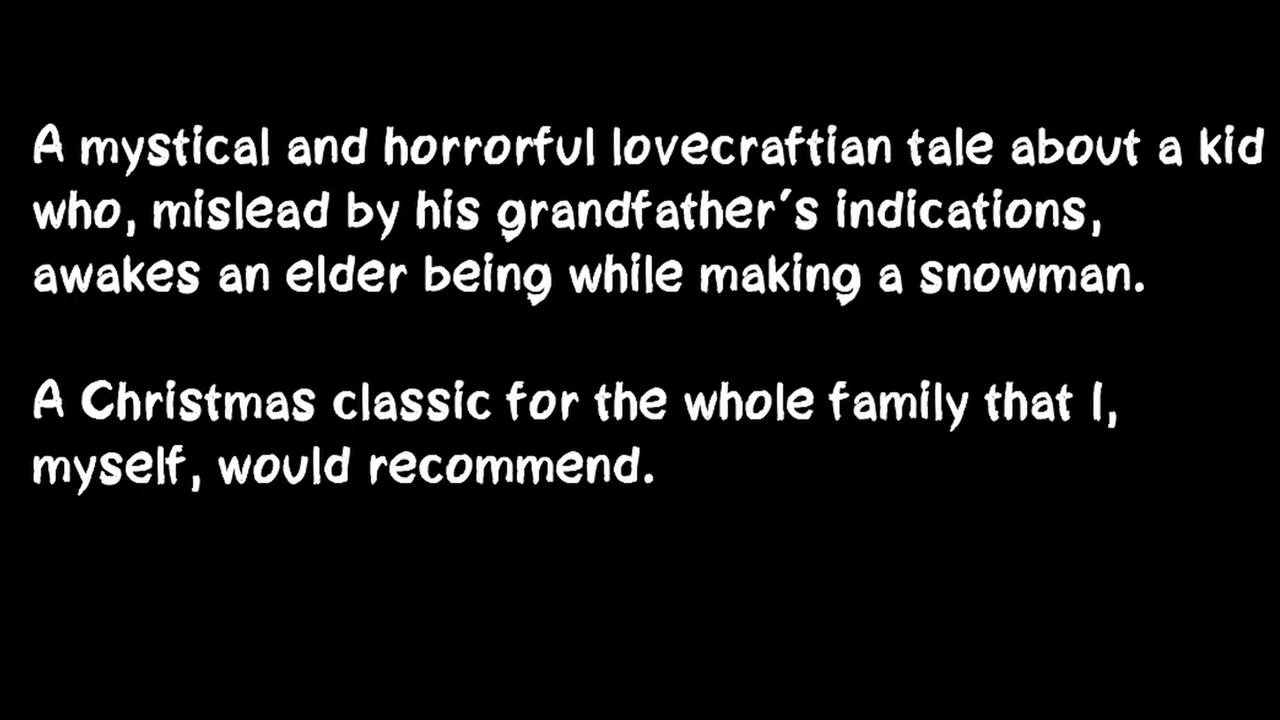 A mystical and horrorful lovecraftian tale about a kid
who, mislead by his grandfather's indications,
awakes an elder being while making a snowman.
A Christmas classic for the whole family that I,
myself, would recommend.